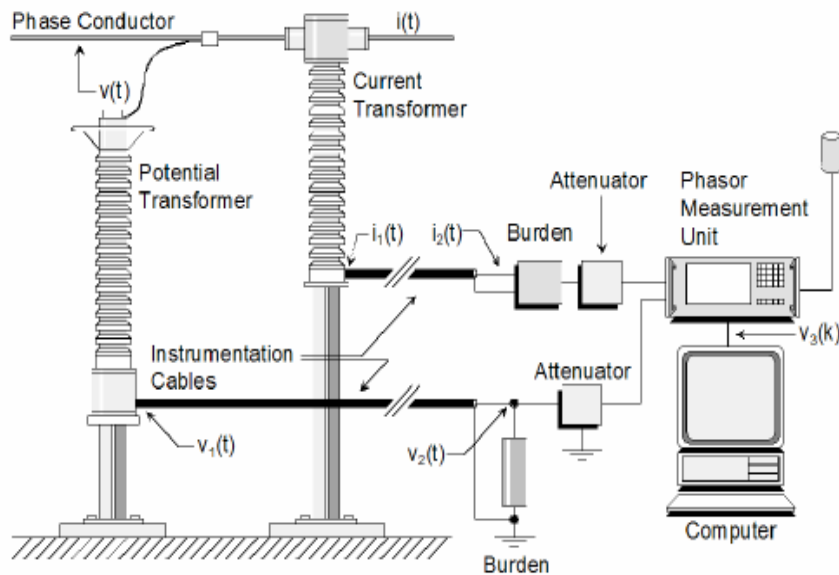 Phase Conductor
i(t)
v(t)
Current
Transformer
Potential
Transformer
i₁(t)
i₂(t)
Burden
Attenuator
Phasor
Measurement
Unit
v₃(k)
Instrumentation
Cables
Attenuator
v₁(t)
v₂(t)
Burden
Computer